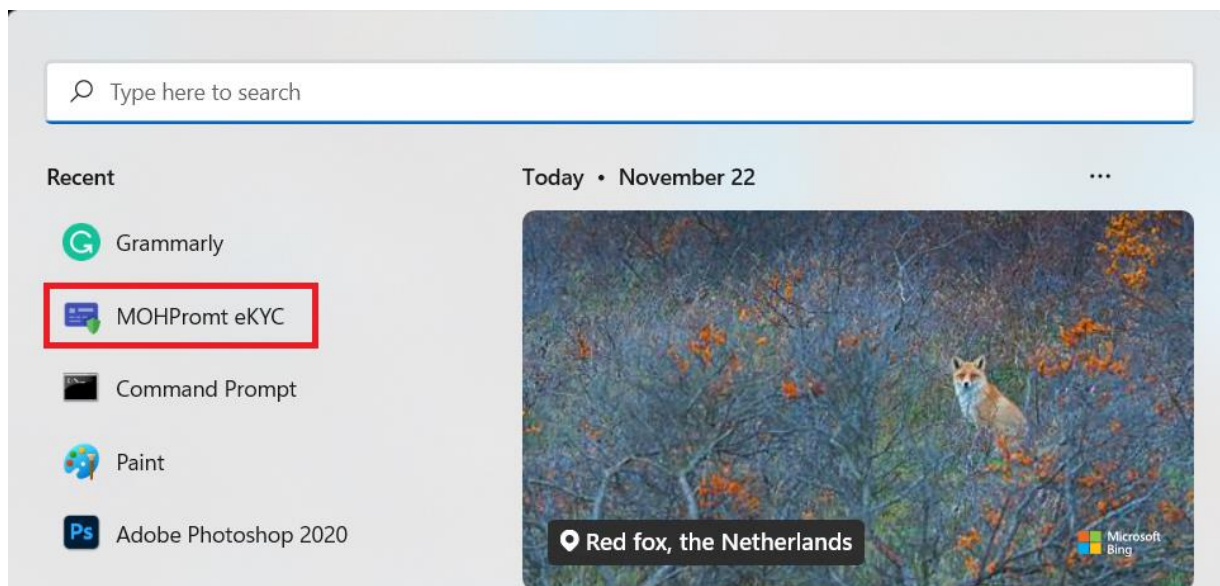 Type here to search
Recent
Today • November 22
...
Grammarly
MOHPromt eKYC
Command Prompt
Paint
Ps
Adobe Photoshop 2020
Red fox, the Netherlands
Microsoft
Bing